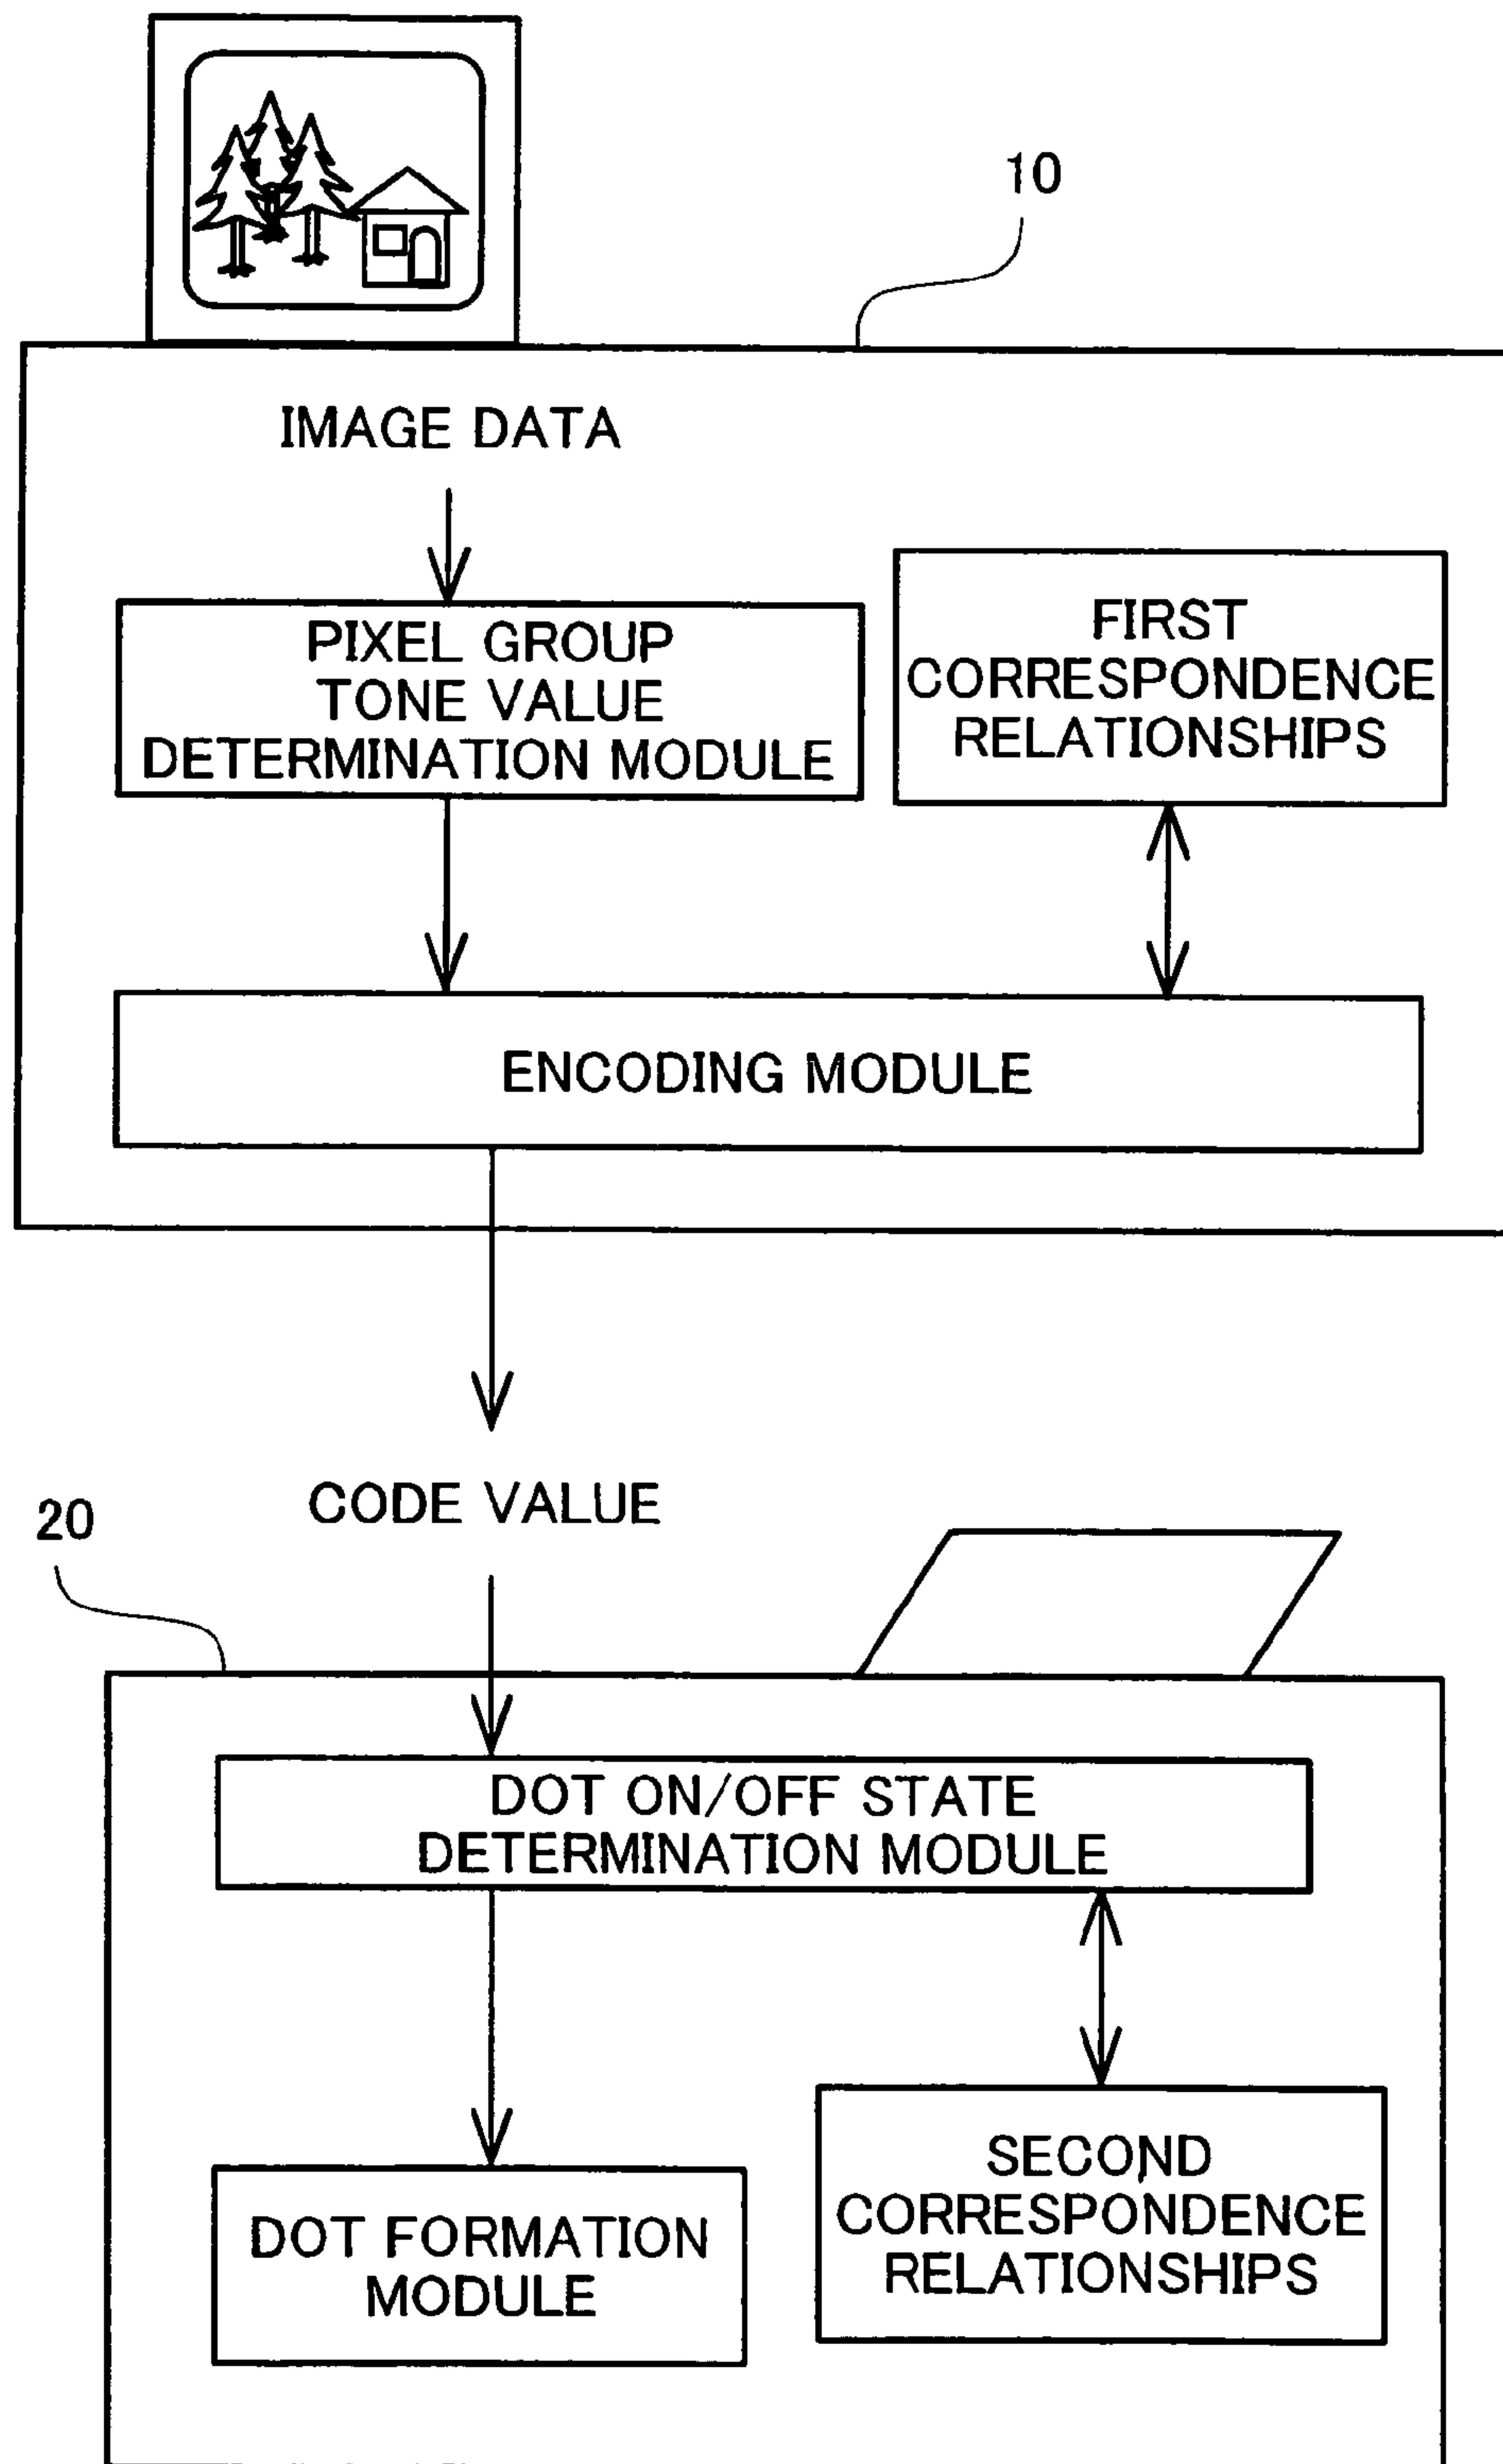 10
IMAGE DATA
PIXEL GROUP
TONE VALUE
DETERMINATION MODULE
FIRST
CORRESPONDENCE
RELATIONSHIPS
ENCODING MODULE
CODE VALUE
20
DOT ON/OFF STATE
DETERMINATION MODULE
DOT FORMATION
MODULE
SECOND
CORRESPONDENCE
RELATIONSHIPS